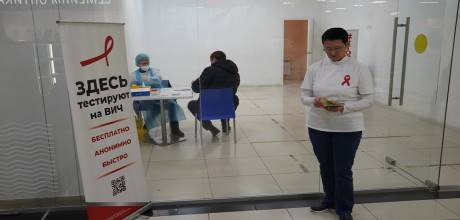 ЗДЕСЬ
тестируют
на ВИЧ
БЕСПЛАТНО
АНОНИМНО
БЫСТРО